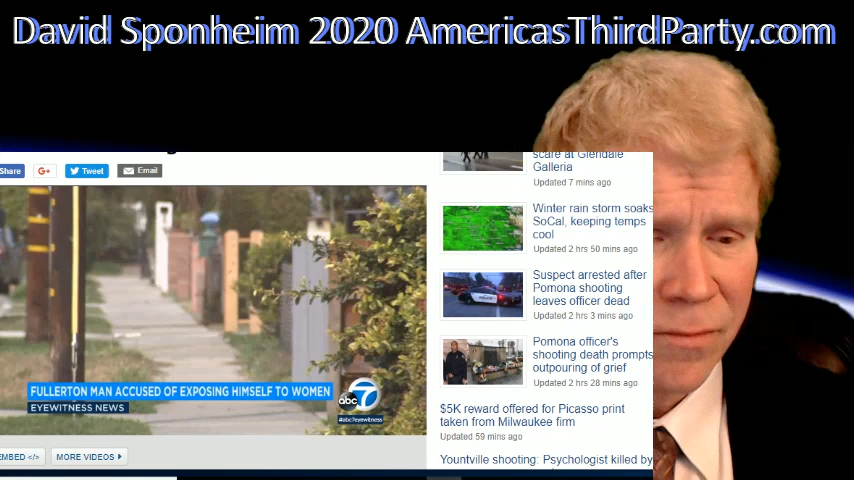 David Sponheim 2020 AmericasThirdParty.com
Share
G+
Tweet
Email
scare at Glendale
Galleria
Updated 7 mins ago
Winter rain storm soaks
SoCal, keeping temps
cool
Updated 2 hrs 50 mins ago
Suspect arrested after
Pomona shooting
leaves officer dead
Updated 2 hrs 3 mins ago
Pomona officer's
shooting death prompts
outpouring of grief
Updated 2 hrs 28 mins ago
$5K reward offered for Picasso print
taken from Milwaukee firm
Updated 59 mins ago
Yountville shooting: Psychologist killed by
FULLERTON MAN ACCUSED OF EXPOSING HIMSELF TO WOMEN
EYEWITNESS NEWS
abc 7
#abc7eyewitness
EMBED </>
MORE VIDEOS